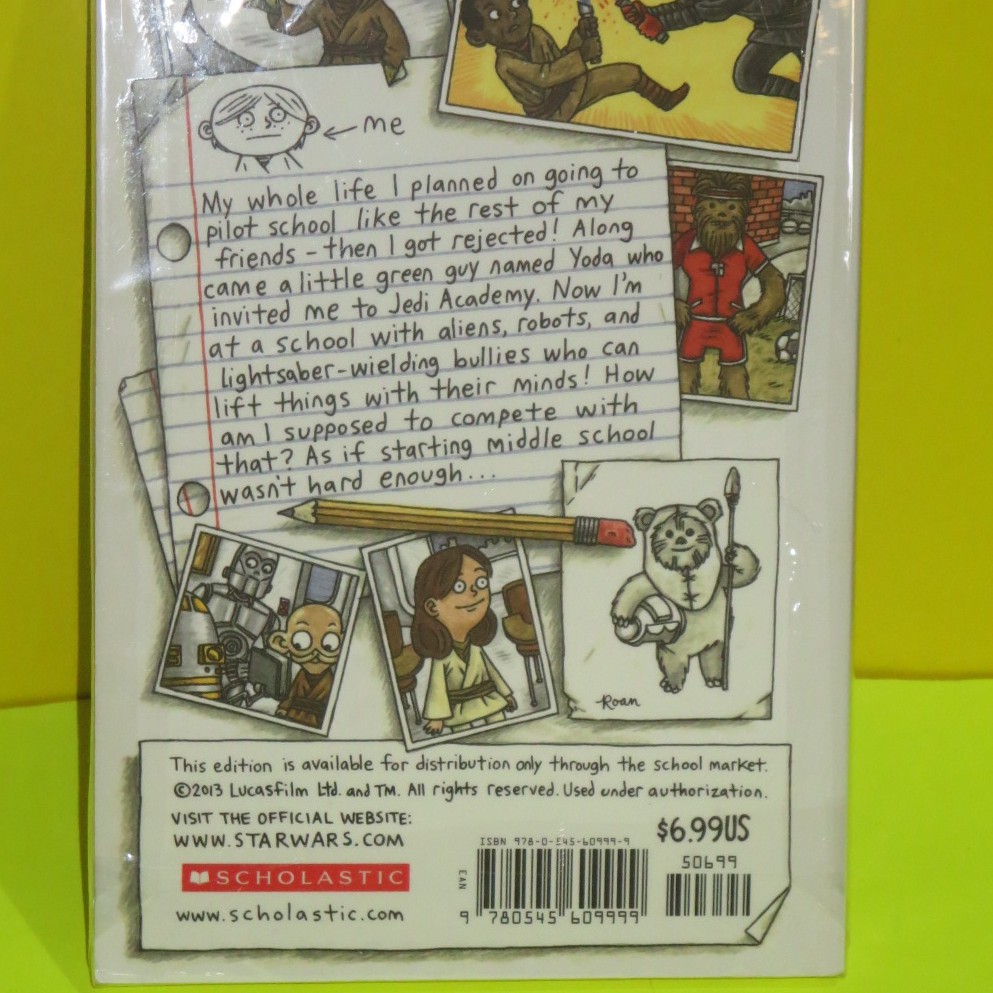 me
My whole life I planned on going to
pilot school like the rest of my
friends - then I got rejected! Along
came a little green guy named Yoda who
invited me to Jedi Academy. Now I'm
at a school with aliens, robots, and
lightsaber-wielding bullies who can
lift things with their minds! How
am I supposed to compete with
that? As if starting middle school
wasn't hard enough...
Roan
This edition is available for distribution only through the school market.
©2013 Lucasfilm Ltd. and TM. All rights reserved. Used under authorization.
VISIT THE OFFICIAL WEBSITE:
WWW.STARWARS.COM
SCHOLASTIC
www.scholastic.com
$6.99US
ISBN 978-0-545-60999-9
50699
EAN
9 780545 609999